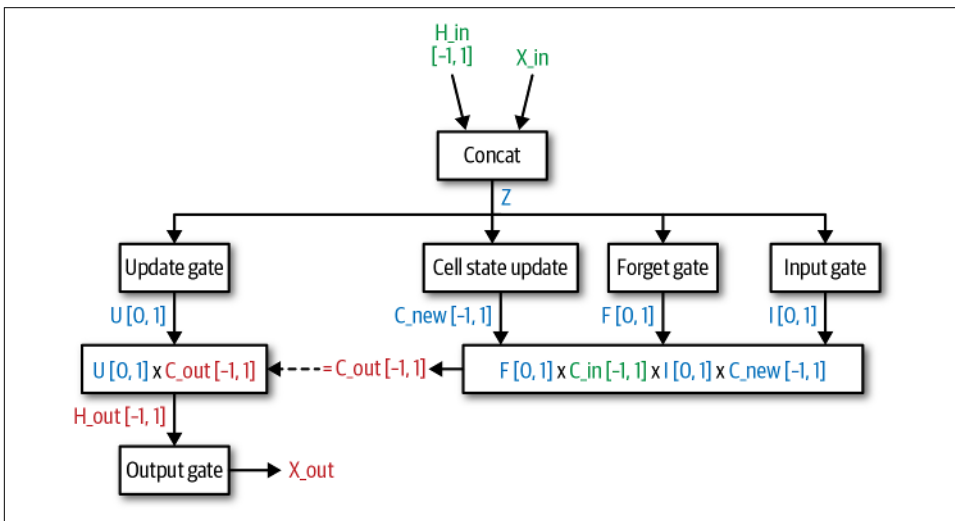 H_in
[–1, 1]
X_in
Concat
Z
Update gate
Cell state update
Forget gate
Input gate
U [0, 1]
C_new [–1, 1]
F [0, 1]
I [0, 1]
U [0, 1] x C_out [–1, 1]
= C_out [–1, 1]
F [0, 1] x C_in [–1, 1] x I [0, 1] x C_new [–1, 1]
H_out [–1, 1]
Output gate
X_out